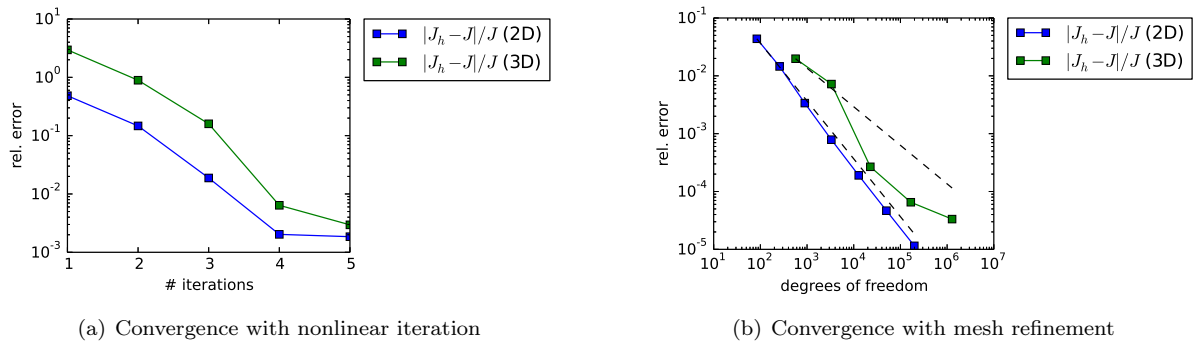 10^1
10^0
10^-1
10^-2
10^-3
rel. error
1 2 3 4 5
# iterations
|J_h−J|/J (2D)
|J_h−J|/J (3D)
(a) Convergence with nonlinear iteration
10^-1
10^-2
10^-3
10^-4
10^-5
rel. error
10^1 10^2 10^3 10^4 10^5 10^6 10^7
degrees of freedom
|J_h−J|/J (2D)
|J_h−J|/J (3D)
(b) Convergence with mesh refinement